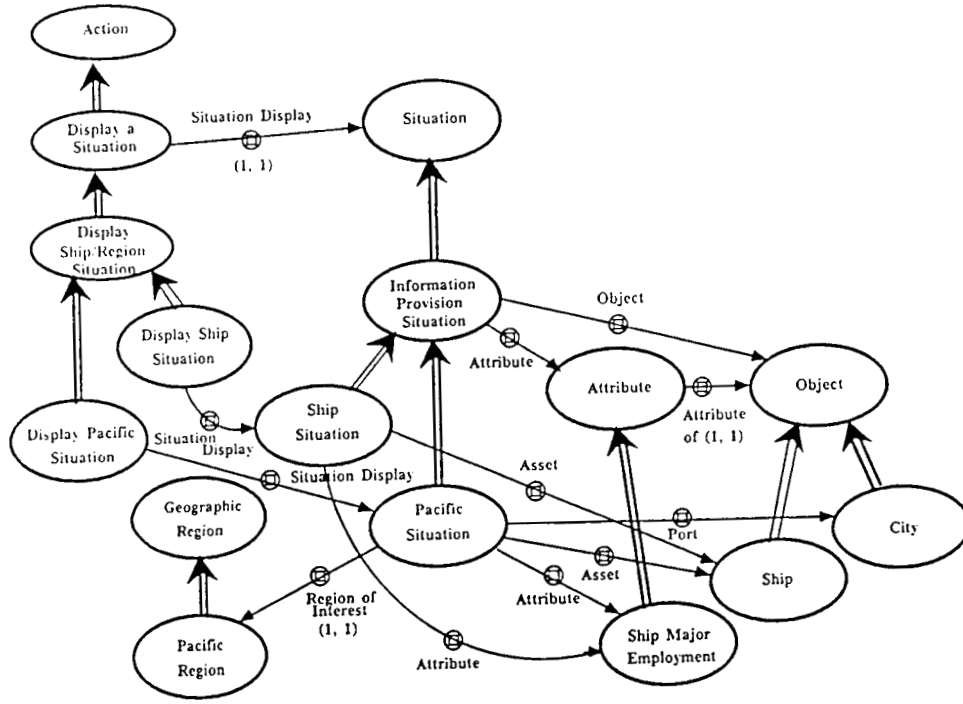 Action
Situation Display
(1, 1)
Display a
Situation
Situation
Display
Ship/Region
Situation
Information
Provision
Situation
Object
Display Ship
Situation
Attribute
Attribute
Object
Attribute
of (1, 1)
Ship
Situation
Display Pacific
Situation
Situation
Display
Situation Display
Asset
Geographic
Region
Pacific
Situation
Port
City
Asset
Ship
Attribute
Region of
Interest
(1, 1)
Pacific
Region
Attribute
Ship Major
Employment